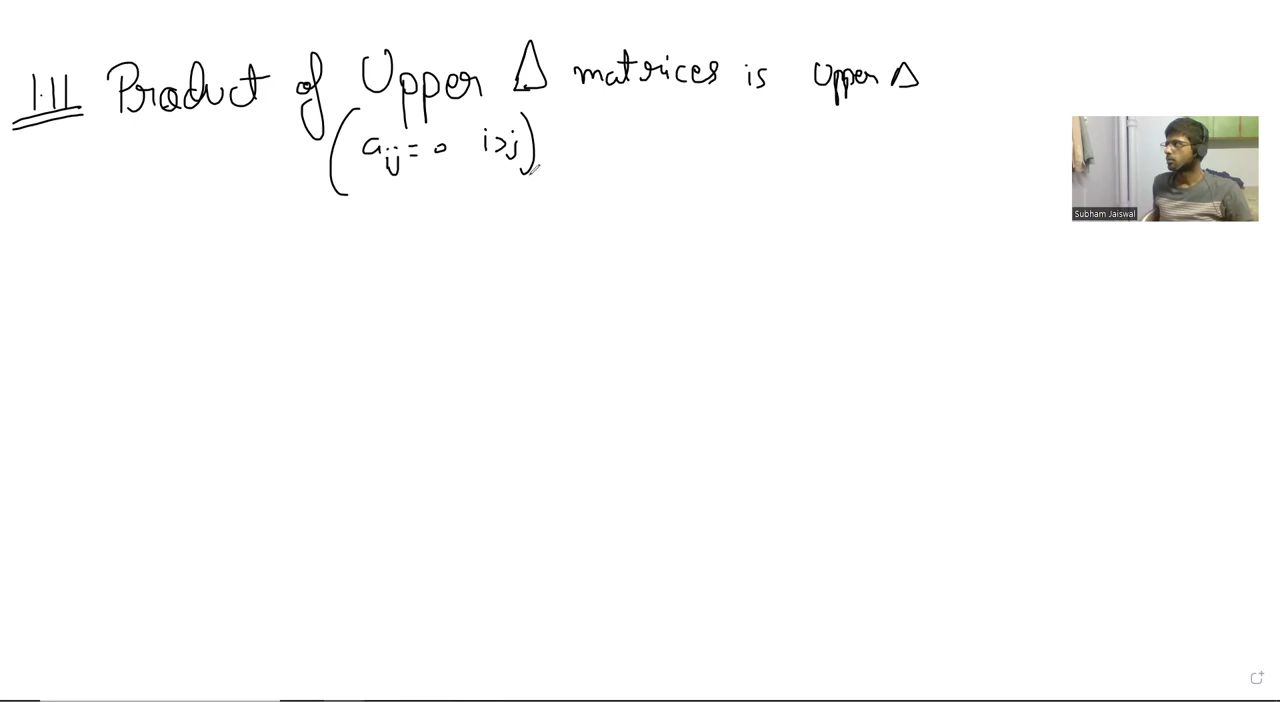 1.11 Product of Upper Δ matrices is Upper Δ
(aij = 0 i>j)
Subham Jaiswal